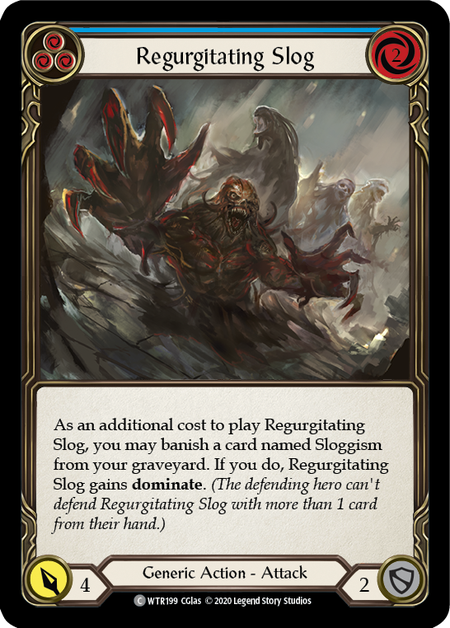 Regurgitating Slog
2
As an additional cost to play Regurgitating
Slog, you may banish a card named Sloggism
from your graveyard. If you do, Regurgitating
Slog gains dominate. (The defending hero can't
defend Regurgitating Slog with more than 1 card
from their hand.)
4
Generic Action - Attack
2
C WTR199 CGlas © 2020 Legend Story Studios